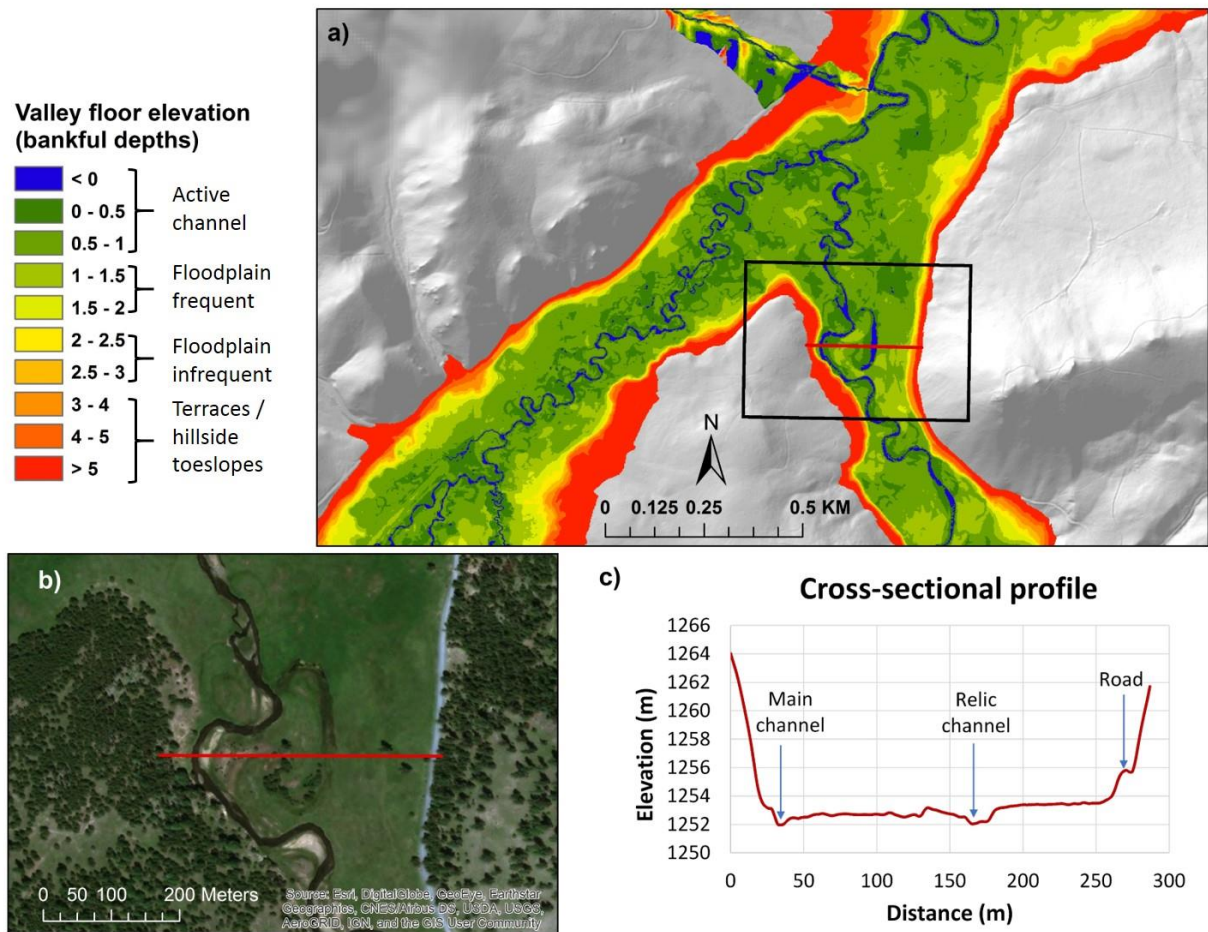 a)
Valley floor elevation
(bankful depths)
< 0
0 - 0.5
0.5 - 1
Active
channel
1 - 1.5
1.5 - 2
Floodplain
frequent
2 - 2.5
2.5 - 3
Floodplain
infrequent
3 - 4
4 - 5
> 5
Terraces /
hillside
toeslopes
N
0 0.125 0.25 0.5 KM
b)
0 50 100 200 Meters
Source: Esri, DigitalGlobe, GeoEye, Earthstar
Geographics, CNES/Airbus DS, USDA, USGS,
AeroGRID, IGN, and the GIS User Community
c)
Cross-sectional profile
Elevation (m)
1266
1264
1262
1260
1258
1256
1254
1252
1250
Main
channel
Relic
channel
Road
0 50 100 150 200 250 300
Distance (m)